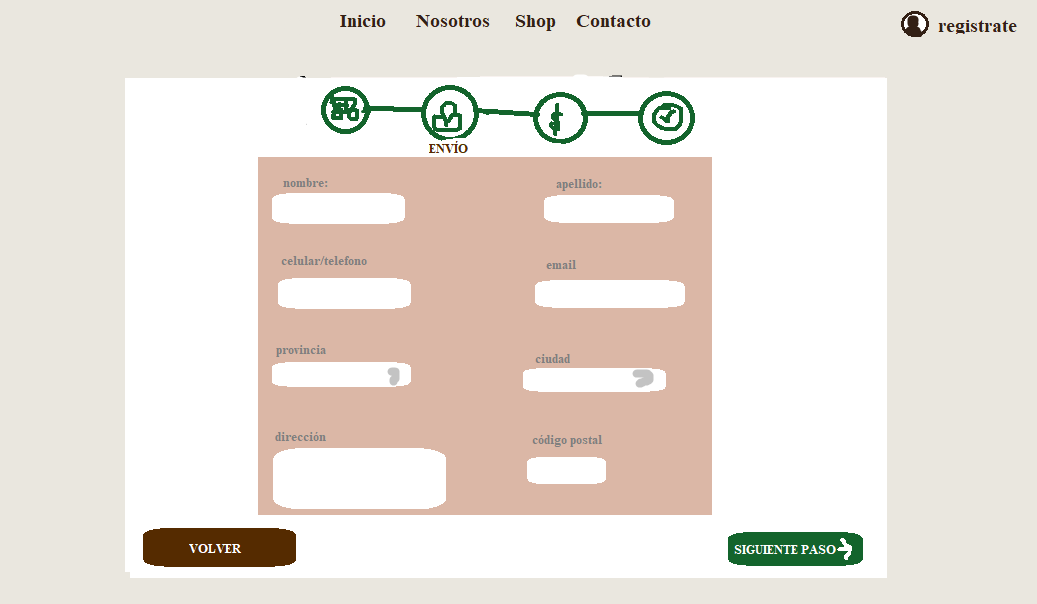 Inicio Nosotros Shop Contacto registrate
ENVÍO
nombre: apellido:
celular/telefono email
provincia ciudad
dirección código postal
VOLVER SIGUIENTE PASO